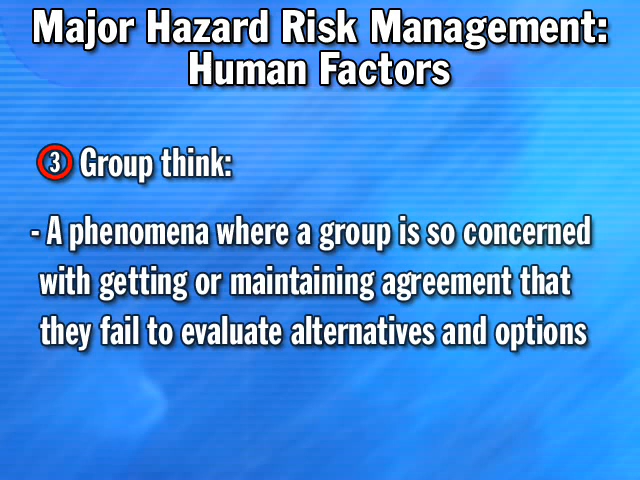 Major Hazard Risk Management:
Human Factors
3 Group think:
- A phenomena where a group is so concerned
with getting or maintaining agreement that
they fail to evaluate alternatives and options